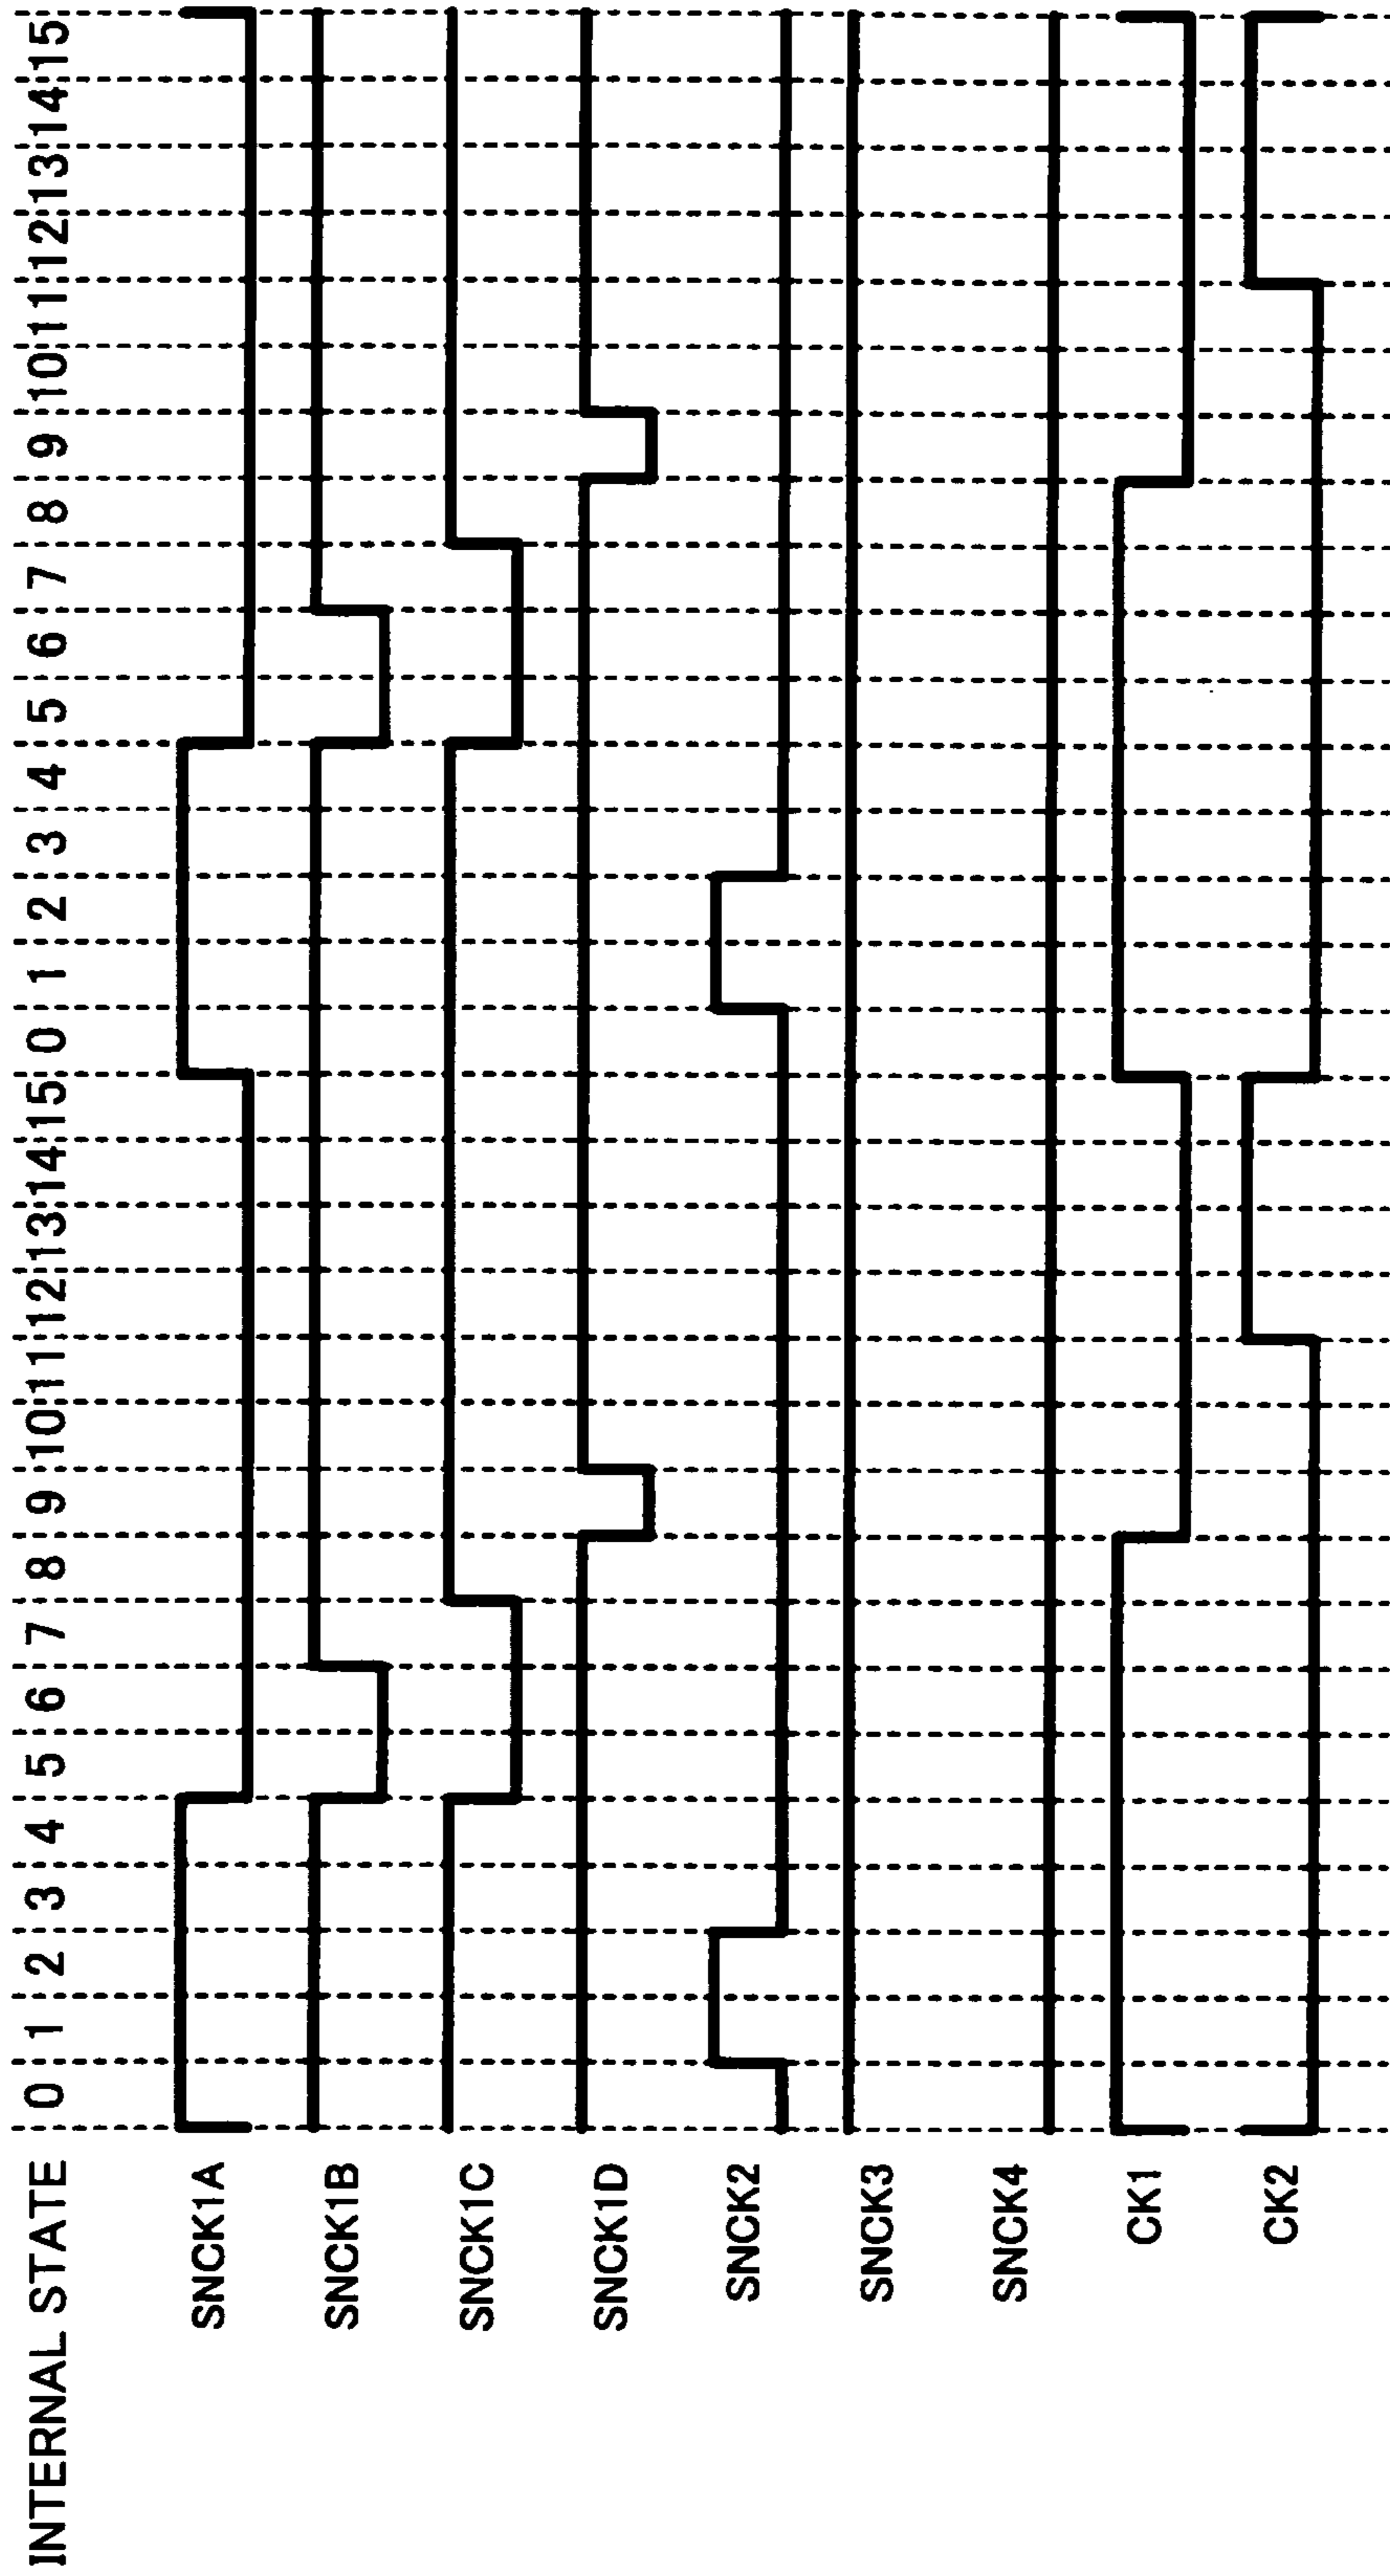 INTERNAL STATE 0 1 2 3 4 5 6 7 8 9 10 11 12 13 14 15 0 1 2 3 4 5 6 7 8 9 10 11 12 13 14 15
SNCK1A
SNCK1B
SNCK1C
SNCK1D
SNCK2
SNCK3
SNCK4
CK1
CK2